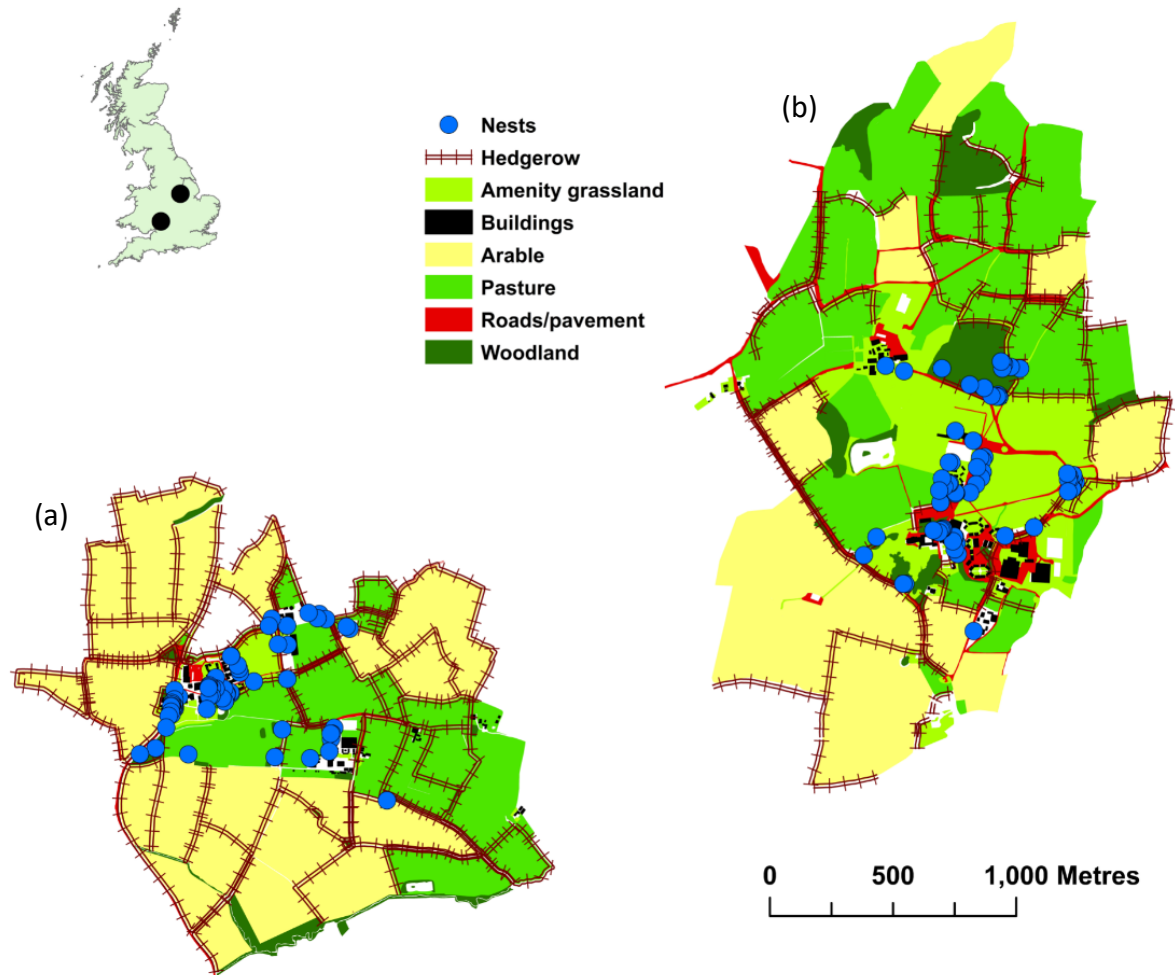 Nests
Hedgerow
Amenity grassland
Buildings
Arable
Pasture
Roads/pavement
Woodland
(b)
(a)
0 500 1,000 Metres